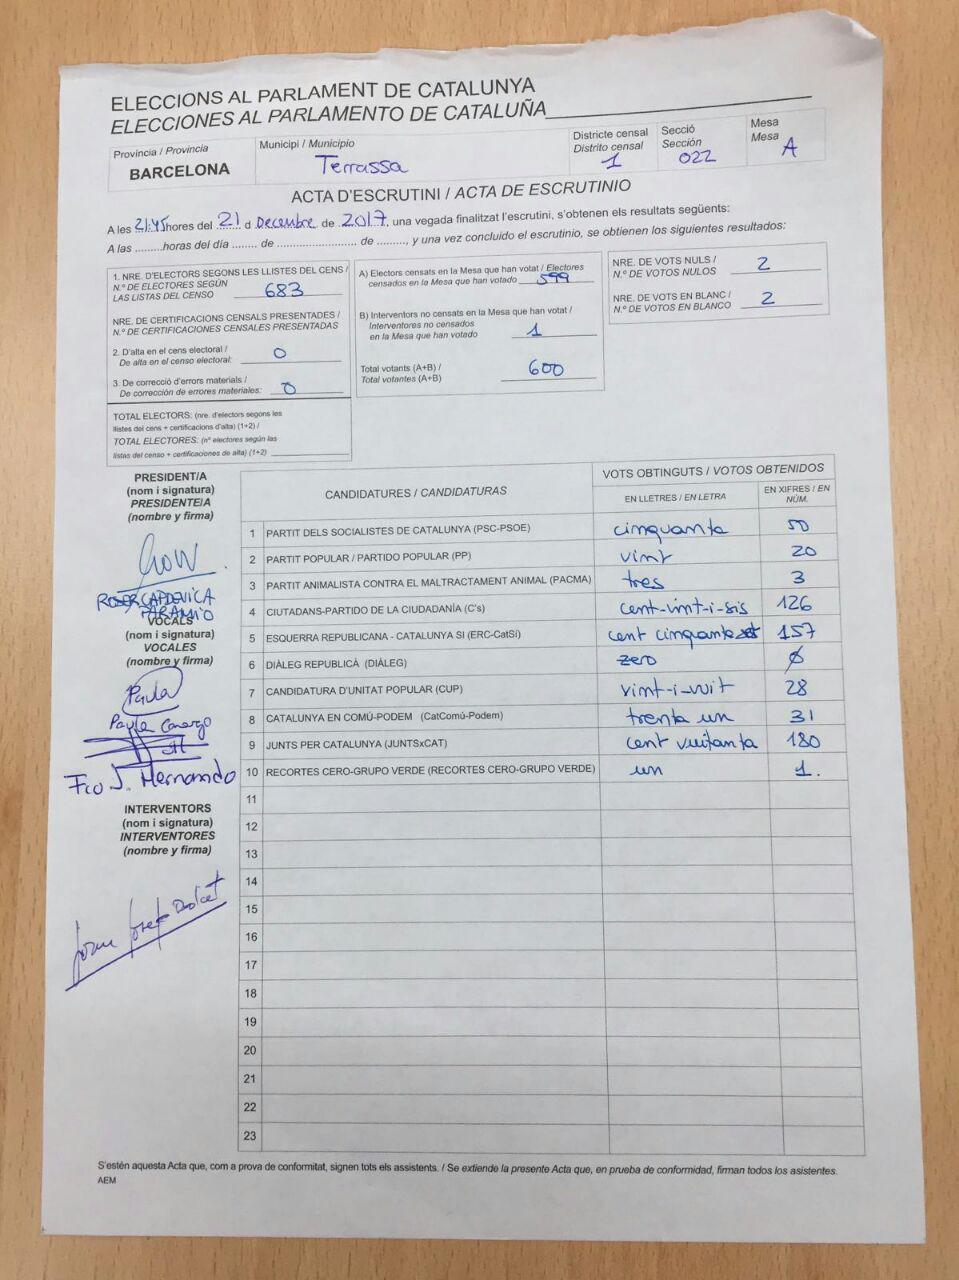 ELECCIONS AL PARLAMENT DE CATALUNYA
ELECCIONES AL PARLAMENTO DE CATALUÑA
Província / Provincia
BARCELONA
Municipi / Municipio
Terrassa
Districte censal
Distrito censal
1
Secció
Sección
022
Mesa
Mesa
A
ACTA D'ESCRUTINI / ACTA DE ESCRUTINIO
A les 21:45 hores del 21 d Decembre de 2017, una vegada finalitzat l'escrutini, s'obtenen els resultats següents:
A las .........horas del día ........ de .......................... de ........., y una vez concluido el escrutinio, se obtienen los siguientes resultados:
1. NRE. D'ELECTORS SEGONS LES LLISTES DEL CENS /
N.º DE ELECTORES SEGÚN
LAS LISTAS DEL CENSO 683
NRE. DE CERTIFICACIONS CENSALS PRESENTADES /
N.º DE CERTIFICACIONES CENSALES PRESENTADAS
2. D'alta en el cens electoral /
De alta en el censo electoral: 0
3. De correcció d'errors materials /
De corrección de errores materiales: 0
TOTAL ELECTORS: (nre. d'electors segons les
llistes del cens + certificacions d'alta) (1+2) /
TOTAL ELECTORES: (nº electores según las
listas del censo + certificaciones de alta) (1+2)
A) Electors censats en la Mesa que han votat / Electores
censados en la Mesa que han votado 599
B) Interventors no censats en la Mesa que han votat /
Interventores no censados
en la Mesa que han votado 1
Total votants (A+B) /
Total votantes (A+B) 600
NRE. DE VOTS NULS /
N.º DE VOTOS NULOS 2
NRE. DE VOTS EN BLANC /
N.º DE VOTOS EN BLANCO 2
PRESIDENT/A
(nom i signatura)
PRESIDENTE/A
(nombre y firma)
ROSER CAPDEVICA
PARAMIO
VOCALS
(nom i signatura)
VOCALES
(nombre y firma)
Paula
Paula Camargo
Fco J. Hernando
INTERVENTORS
(nom i signatura)
INTERVENTORES
(nombre y firma)
CANDIDATURES / CANDIDATURAS
VOTS OBTINGUTS / VOTOS OBTENIDOS
EN LLETRES / EN LETRA
EN XIFRES / EN NÚM.
1 PARTIT DELS SOCIALISTES DE CATALUNYA (PSC-PSOE) cinquanta 50
2 PARTIT POPULAR / PARTIDO POPULAR (PP) vint 20
3 PARTIT ANIMALISTA CONTRA EL MALTRACTAMENT ANIMAL (PACMA) tres 3
4 CIUTADANS-PARTIDO DE LA CIUDADANÍA (C's) cent-vint-i-sis 126
5 ESQUERRA REPUBLICANA - CATALUNYA SI (ERC-CatSí) cent cinquanta set 157
6 DIÀLEG REPUBLICÀ (DIÀLEG) zero 0
7 CANDIDATURA D'UNITAT POPULAR (CUP) vint-i-vuit 28
8 CATALUNYA EN COMÚ-PODEM (CatComú-Podem) trenta un 31
9 JUNTS PER CATALUNYA (JUNTSxCAT) cent vuitanta 180
10 RECORTES CERO-GRUPO VERDE (RECORTES CERO-GRUPO VERDE) un 1.
11
12
13
14
15
16
17
18
19
20
21
22
23
S'estén aquesta Acta que, com a prova de conformitat, signen tots els assistents. / Se extiende la presente Acta que, en prueba de conformidad, firman todos los asistentes.
AEM